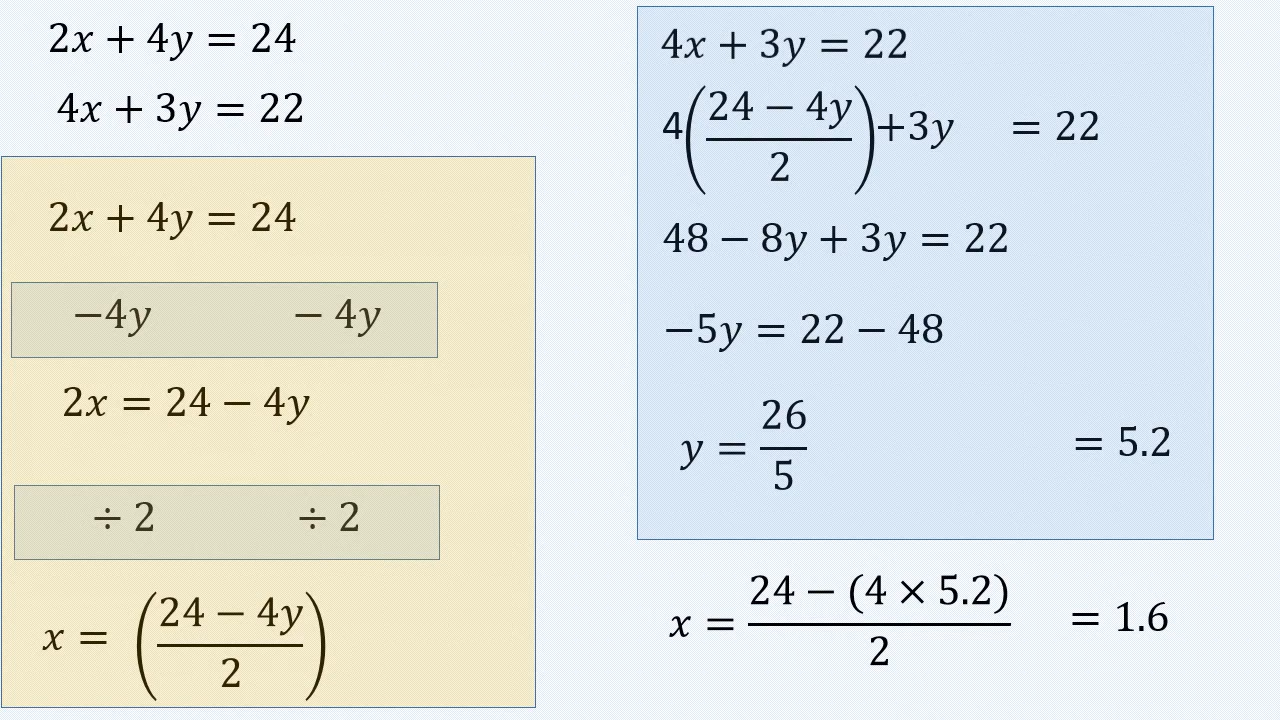 2x + 4y = 24
4x + 3y = 22
2x + 4y = 24
−4y − 4y
2x = 24 − 4y
÷ 2 ÷ 2
x = ((24 − 4y)/2)
4x + 3y = 22
4((24 − 4y)/2)+3y = 22
48 − 8y + 3y = 22
−5y = 22 − 48
y = 26/5 = 5.2
x = (24 − (4 × 5.2))/2 = 1.6